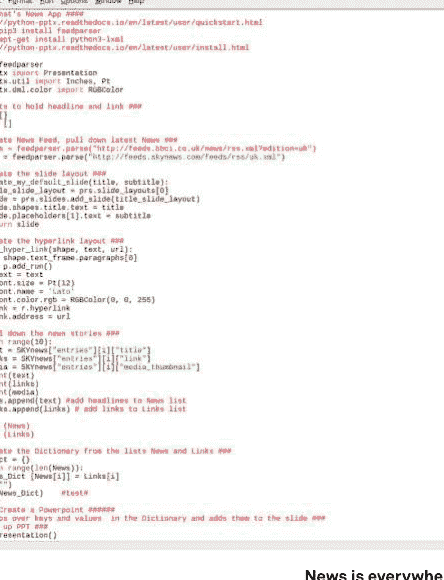 Format Run Options Window Help
hat's News App ####
//python-pptx.readthedocs.io/en/latest/user/quickstart.html
pip3 install feedparser
apt-get install python3-lxml
//python-pptx.readthedocs.io/en/latest/user/install.html
feedparser
tx import Presentation
tx.util import Inches, Pt
tx.dml.color import RGBColor
ts to hold headline and link ###
[]
 []
ate News Feed, pull down latest News ###
s = feedparser.parse("http://feeds.bbci.co.uk/news/rss.xml?edition=uk")
 = feedparser.parse("http://feeds.skynews.com/feeds/rss/uk.xml")
ate the slide layout ###
ate_my_default_slide(title, subtitle):
le_slide_layout = prs.slide_layouts[0]
de = prs.slides.add_slide(title_slide_layout)
de.shapes.title.text = title
de.placeholders[1].text = subtitle
urn slide
ate the hyperlink layout ###
_hyper_link(shape, text, url):
 shape.text_frame.paragraphs[0]
 p.add_run()
ext = text
ont.size = Pt(12)
ont.name = 'Lato'
ont.color.rgb = RGBColor(0, 0, 255)
nk = r.hyperlink
nk.address = url
l down the news stories ###
n range(10):
t = SKYnews["entries"][i]["title"]
ks = SKYnews["entries"][i]["link"]
ia = SKYnews["entries"][i]["media_thumbnail"]
nt(text)
nt(links)
nt(media)
s.append(text) #add headlines to News list
ks.append(links) # add links to Links list
 (News)
 (Links)
ate the Dictionary from the lists News and Links ###
ct = {}
n range(len(News)):
s_Dict [News[i]] = Links[i]
"")
News_Dict) #test#
Create a Powerpoint ######
ps over keys and values in the Dictionary and adds them to the slide ###
 up PPT ###
resentation()
News is everywhe